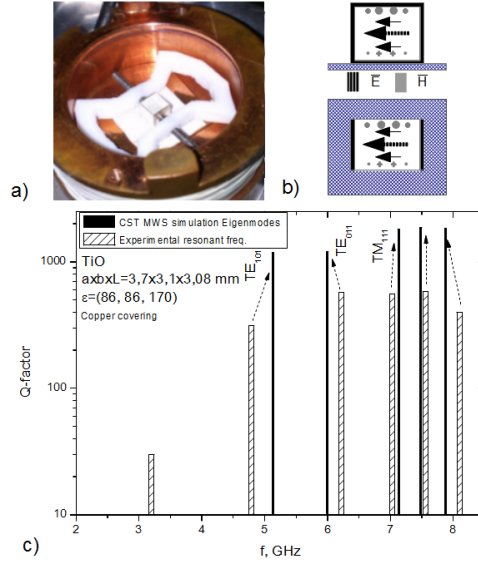 a)
b)
E
H
CST MWS simulation Eigenmodes
Experimental resonant freq.
TiO
axbxL=3,7x3,1x3,08 mm
ε=(86, 86, 170)
Copper covering
TE101
TE011
TM111
Q-factor
1000
100
10
2
3
4
5
6
7
8
f, GHz
c)